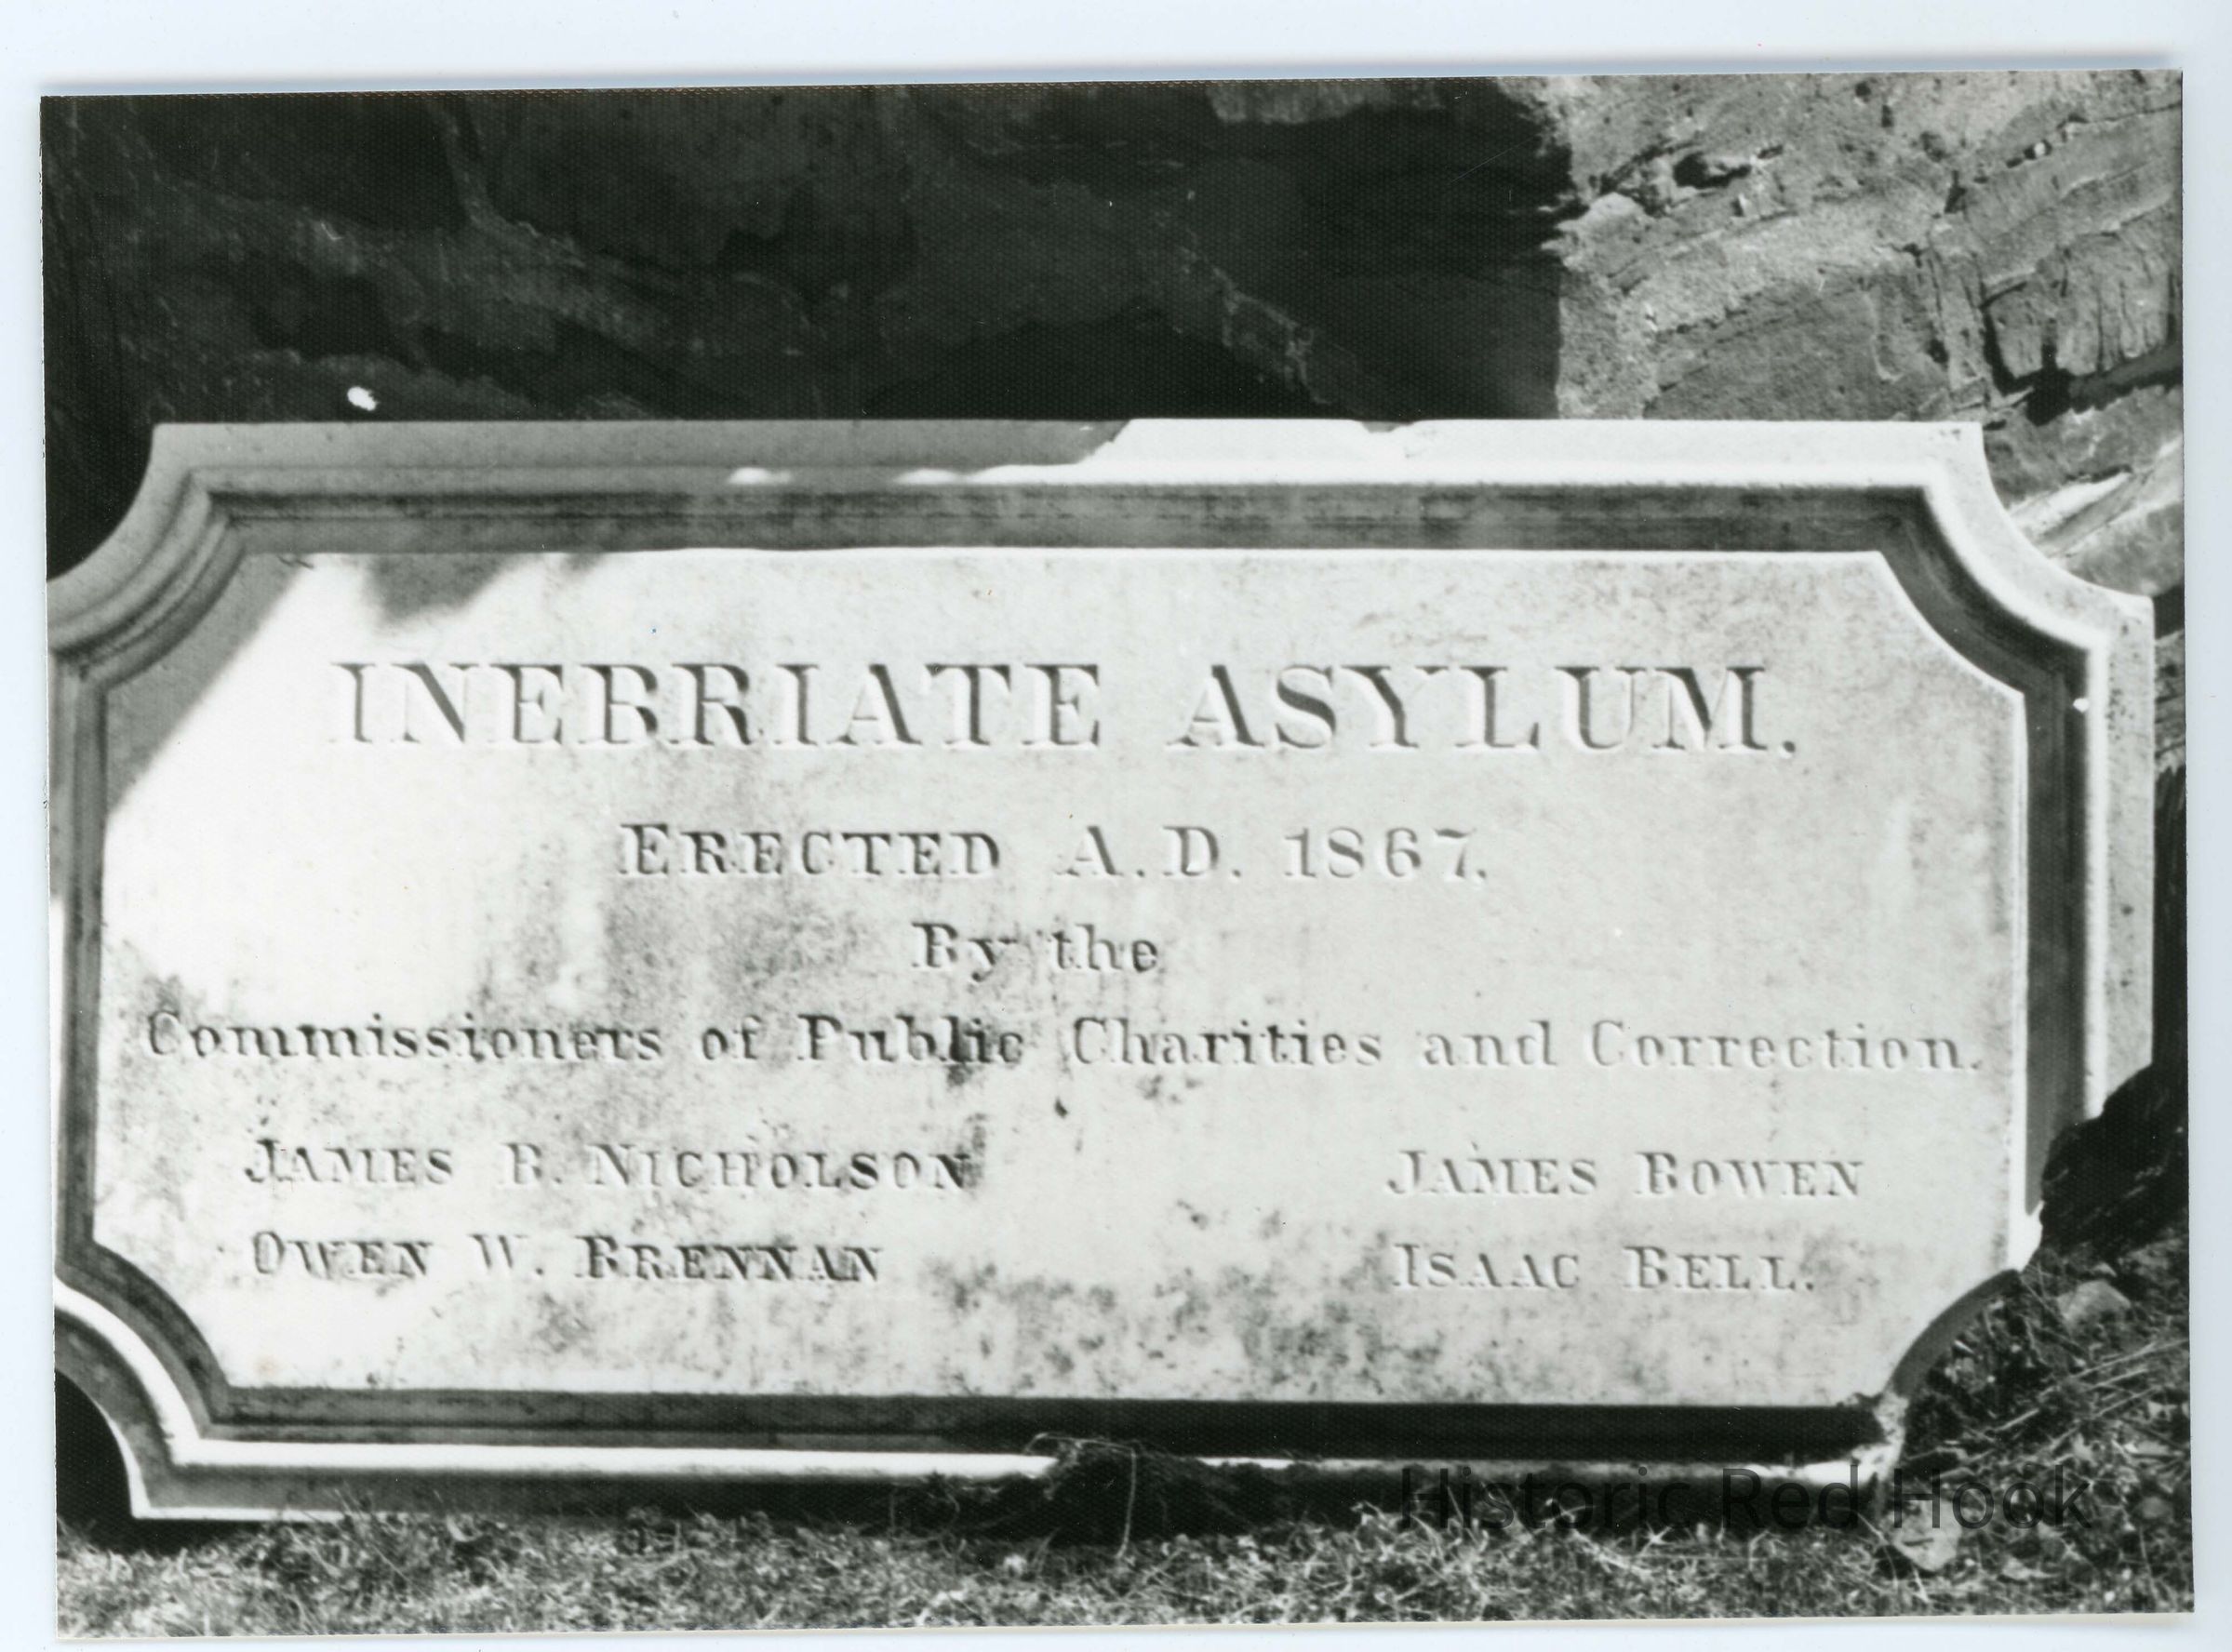 INEBRIATE ASYLUM.
ERECTED A.D. 1867.
By the
Commissioners of Public Charities and Correction.
JAMES B. NICHOLSON JAMES BOWEN
OWEN W. BRENNAN ISAAC BELL.
Historic Red Hook